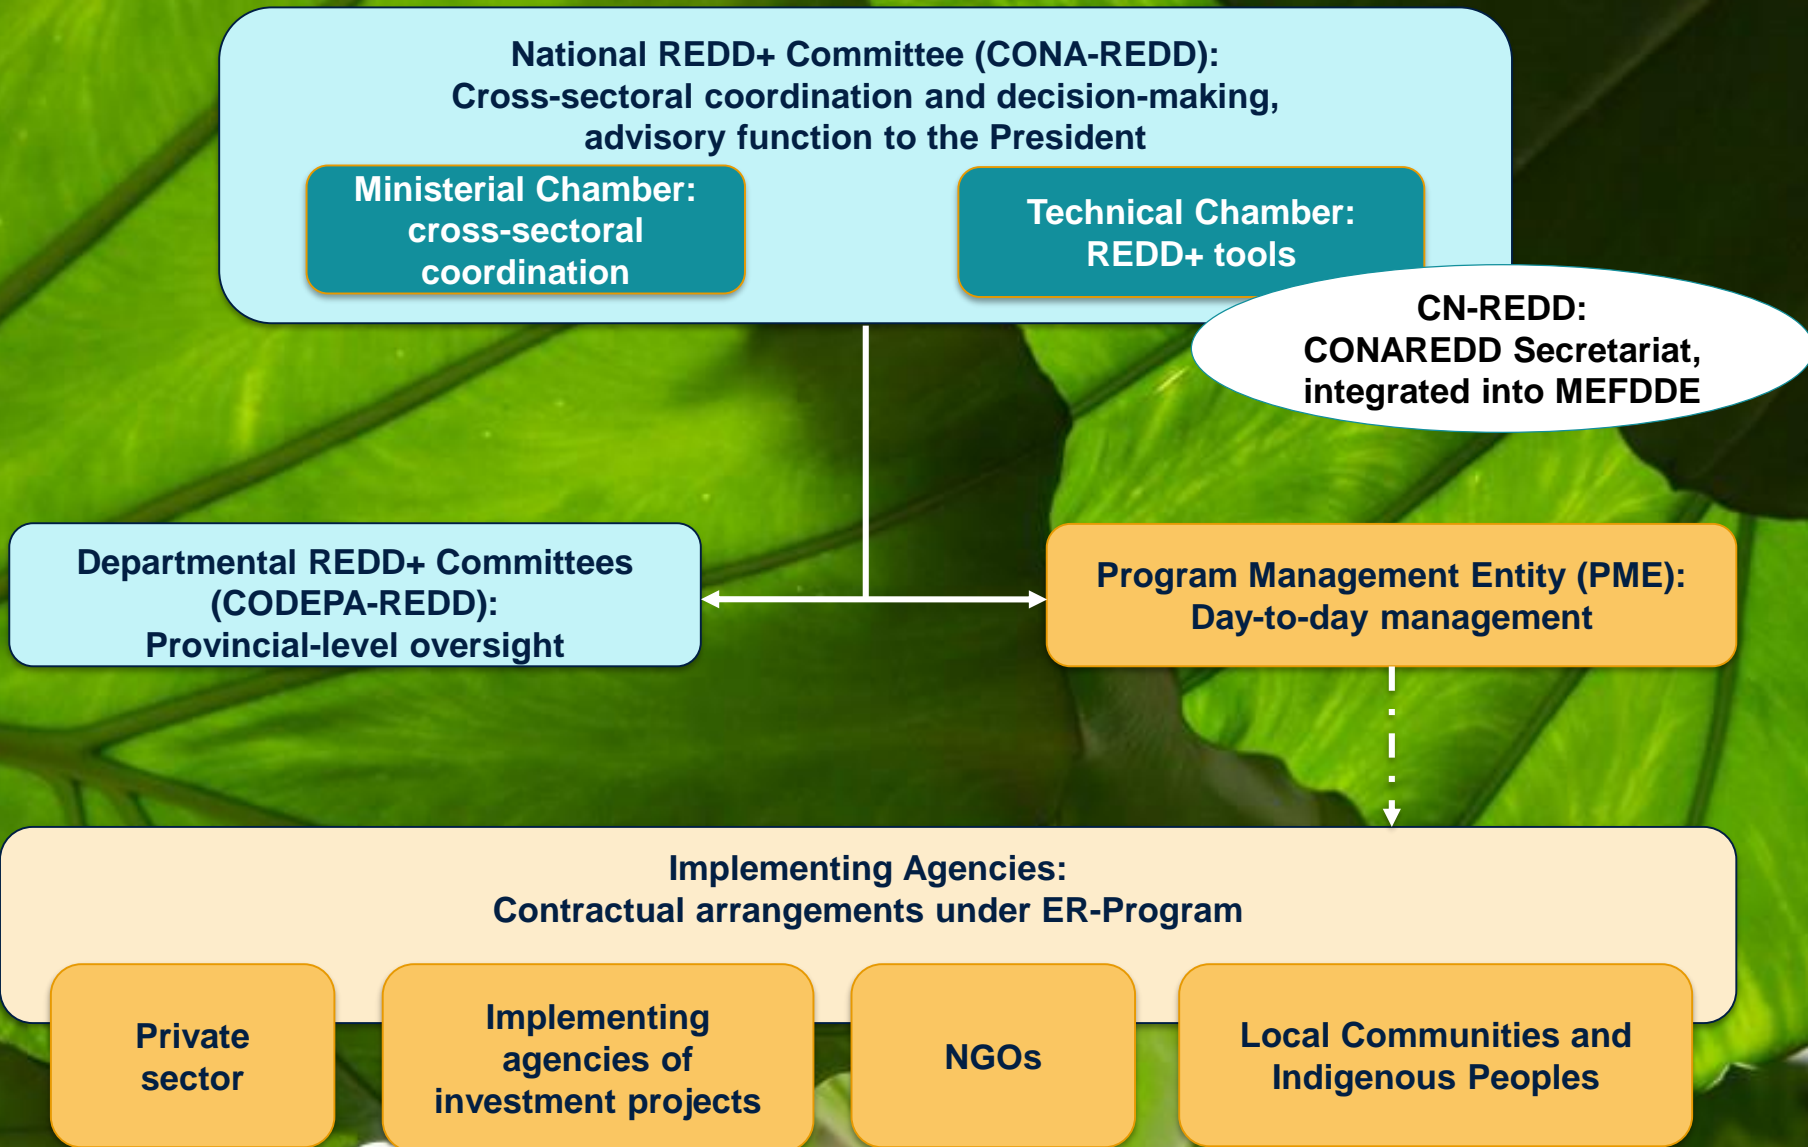 National REDD+ Committee (CONA-REDD):
Cross-sectoral coordination and decision-making,
advisory function to the President
Ministerial Chamber:
cross-sectoral
coordination
Technical Chamber:
REDD+ tools
CN-REDD:
CONAREDD Secretariat,
integrated into MEFDDE
Departmental REDD+ Committees
(CODEPA-REDD):
Provincial-level oversight
Program Management Entity (PME):
Day-to-day management
Implementing Agencies:
Contractual arrangements under ER-Program
Private
sector
Implementing
agencies of
investment projects
NGOs
Local Communities and
Indigenous Peoples